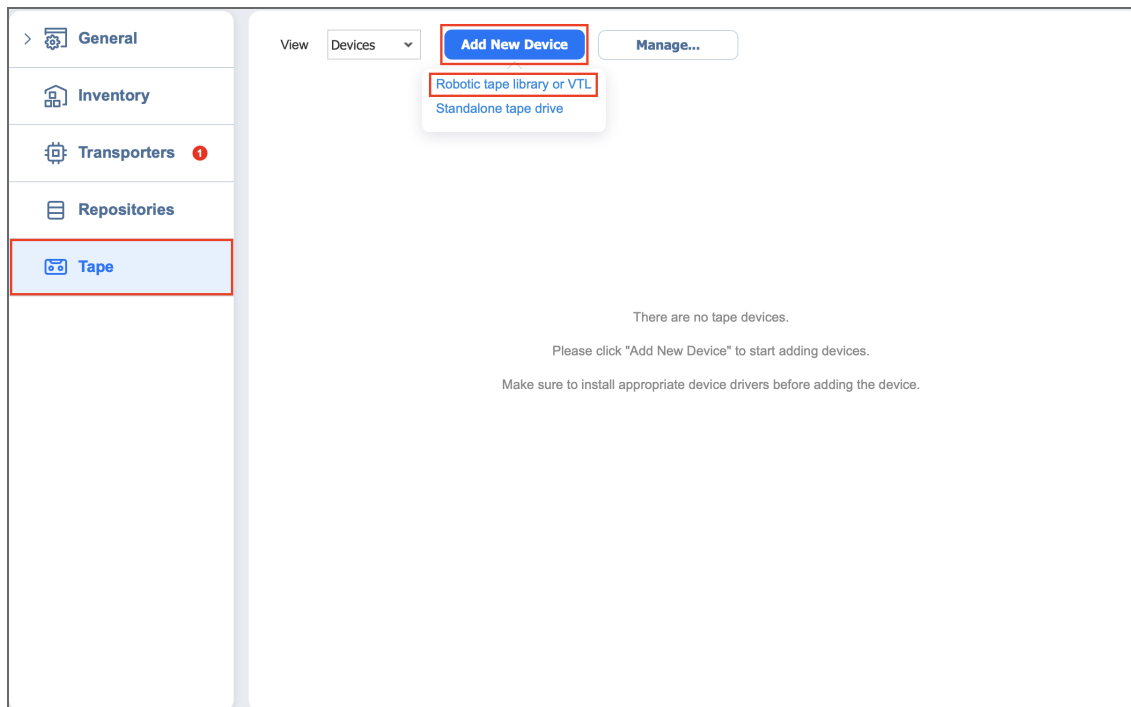 General
Inventory
Transporters 1
Repositories
Tape
View Devices Add New Device Manage...
Robotic tape library or VTL
Standalone tape drive
There are no tape devices.
Please click "Add New Device" to start adding devices.
Make sure to install appropriate device drivers before adding the device.